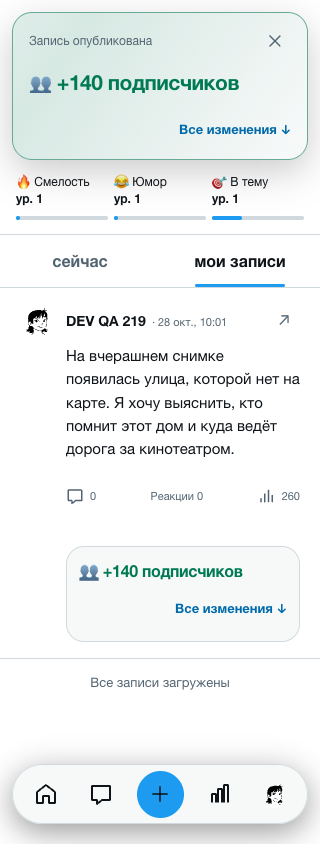 Запись опубликована
👥 +140 подписчиков
Все изменения ↓
🔥 Смелость
ур. 1
😂 Юмор
ур. 1
🎯 В тему
ур. 1
сейчас
мои записи
DEV QA 219 · 28 окт., 10:01
На вчерашнем снимке
появилась улица, которой нет на
карте. Я хочу выяснить, кто
помнит этот дом и куда ведёт
дорога за кинотеатром.
0
Реакции 0
260
👥 +140 подписчиков
Все изменения ↓
Все записи загружены